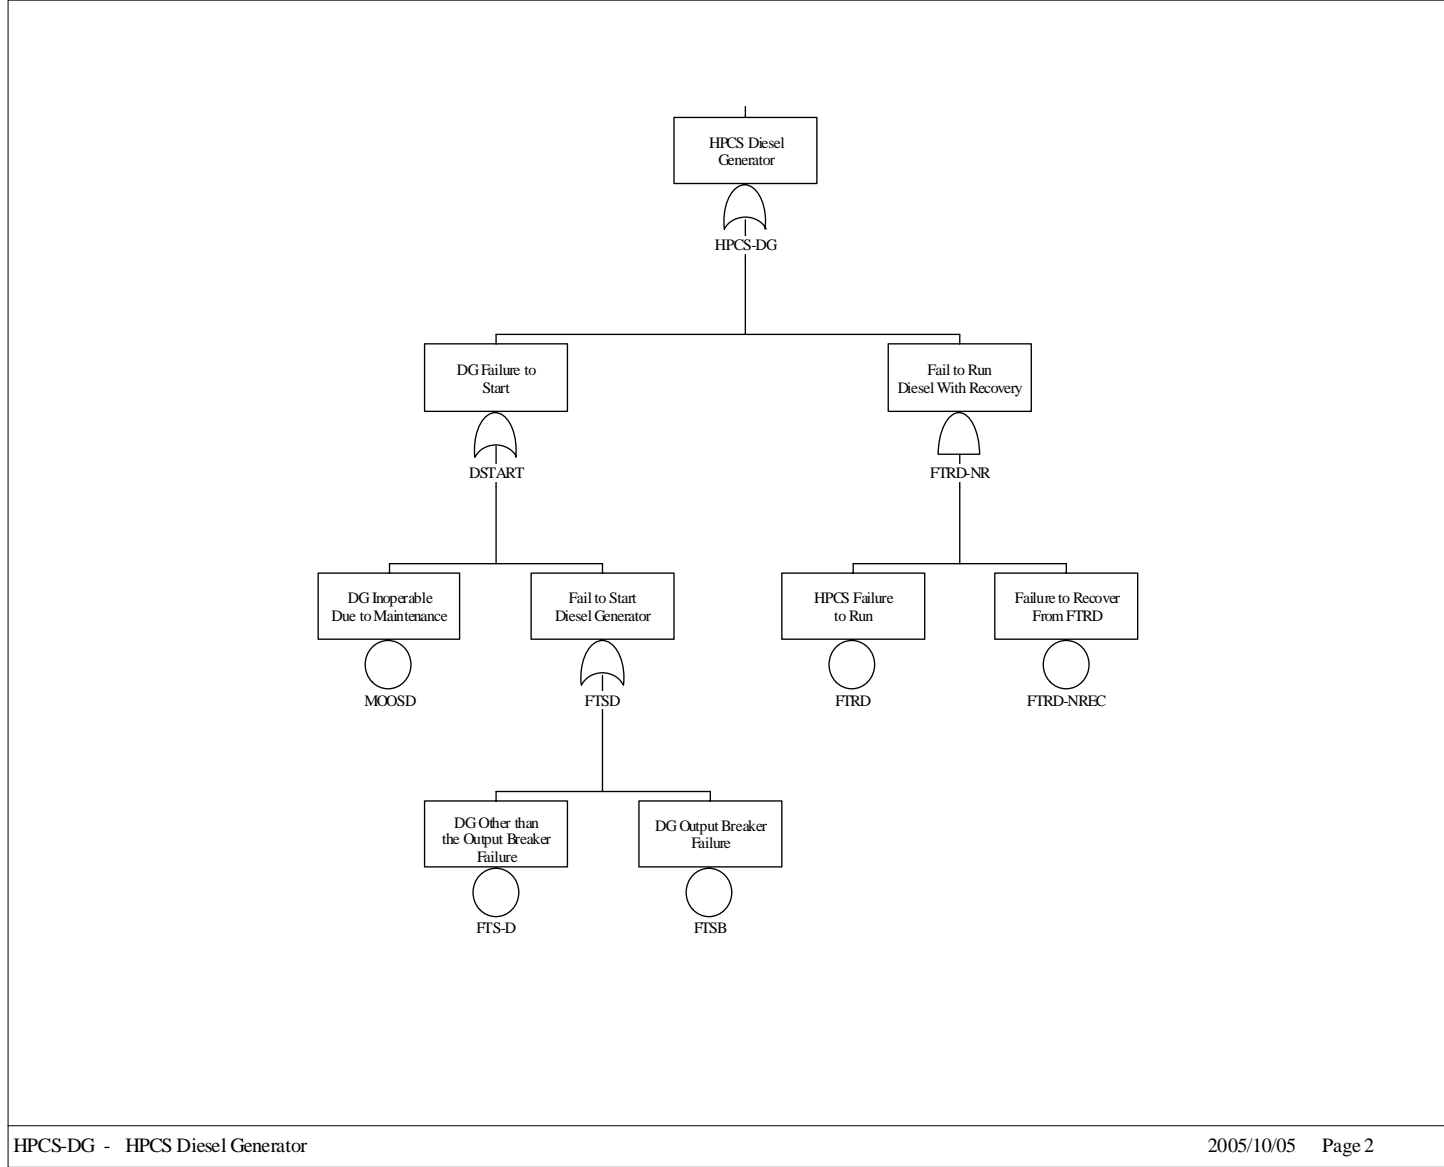 HPCS Diesel
Generator
HPCS-DG
DG Failure to
Start
DSTART
Fail to Run
Diesel With Recovery
FTRD-NR
DG Inoperable
Due to Maintenance
MOOSD
Fail to Start
Diesel Generator
FTSD
HPCS Failure
to Run
FTRD
Failure to Recover
From FTRD
FTRD-NREC
DG Other than
the Output Breaker
Failure
FTS-D
DG Output Breaker
Failure
FTSB
HPCS-DG - HPCS Diesel Generator
2005/10/05 Page 2